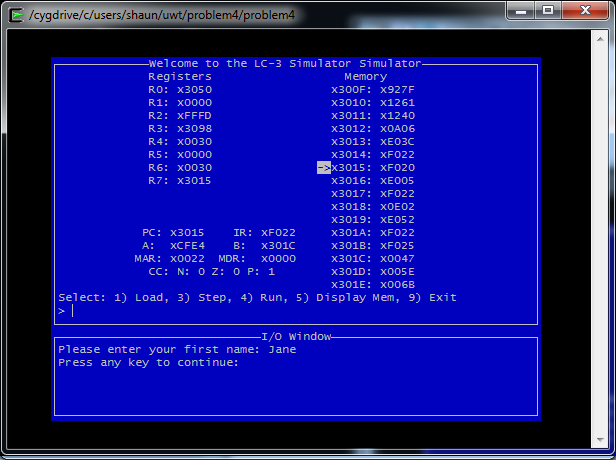 /cygdrive/c/users/shaun/uwt/problem4/problem4
Welcome to the LC-3 Simulator Simulator
Registers Memory
R0: x3050 x300F: x927F
R1: x0000 x3010: x1261
R2: xFFFD x3011: x1240
R3: x3098 x3012: x0A06
R4: x0030 x3013: xE03C
R5: x0000 x3014: xF022
R6: x0030 ->x3015: xF020
R7: x3015 x3016: xE005
x3017: xF022
x3018: x0E02
x3019: xE052
PC: x3015 IR: xF022 x301A: xF022
A: xCFE4 B: x301C x301B: xF025
MAR: x0022 MDR: x0000 x301C: x0047
CC: N: 0 Z: 0 P: 1 x301D: x005E
x301E: x006B
Select: 1) Load, 3) Step, 4) Run, 5) Display Mem, 9) Exit
>
I/O Window
Please enter your first name: Jane
Press any key to continue: